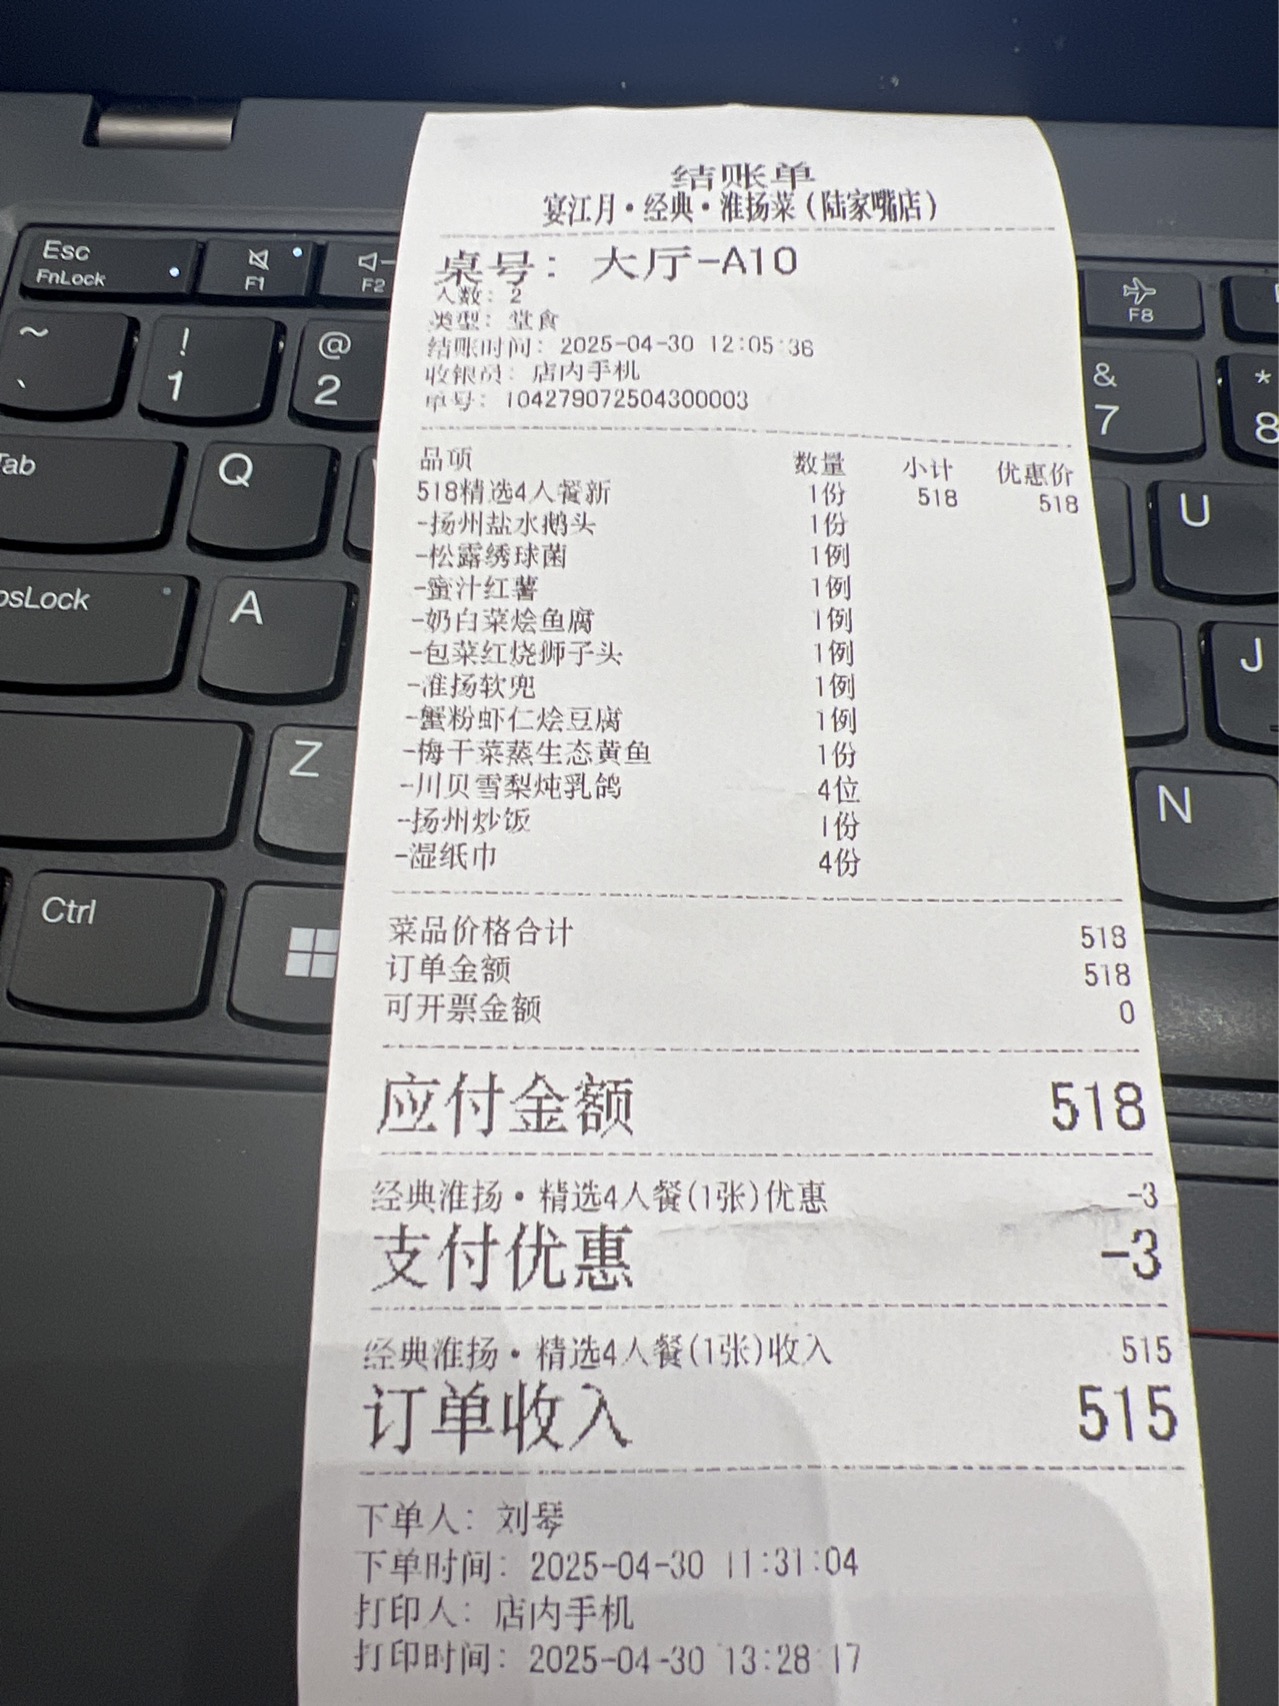 结账单
宴江月·经典·淮扬菜(陆家嘴店)
桌号: 大厅-A10
人数: 2
类型: 堂食
结账时间: 2025-04-30 12:05:36
收银员: 店内手机
单号: 104279072504300003
品项 数量 小计 优惠价
518精选4人餐新 1份 518 518
-扬州盐水鹅头 1份
-松露绣球菌 1例
-蜜汁红薯 1例
-奶白菜烩鱼腐 1例
-包菜红烧狮子头 1例
-淮扬软兜 1例
-蟹粉虾仁烩豆腐 1例
-梅干菜蒸生态黄鱼 1份
-川贝雪梨炖乳鸽 4位
-扬州炒饭 1份
-湿纸巾 4份
菜品价格合计 518
订单金额 518
可开票金额 0
应付金额 518
经典淮扬·精选4人餐(1张)优惠 -3
支付优惠 -3
经典淮扬·精选4人餐(1张)收入 515
订单收入 515
下单人: 刘琴
下单时间: 2025-04-30 11:31:04
打印人: 店内手机
打印时间: 2025-04-30 13:28:17
Esc
FnLock
F1
F2
F8
~
`
!
1
@
2
&
7
*
8
Tab
Q
U
psLock
A
J
Z
N
Ctrl